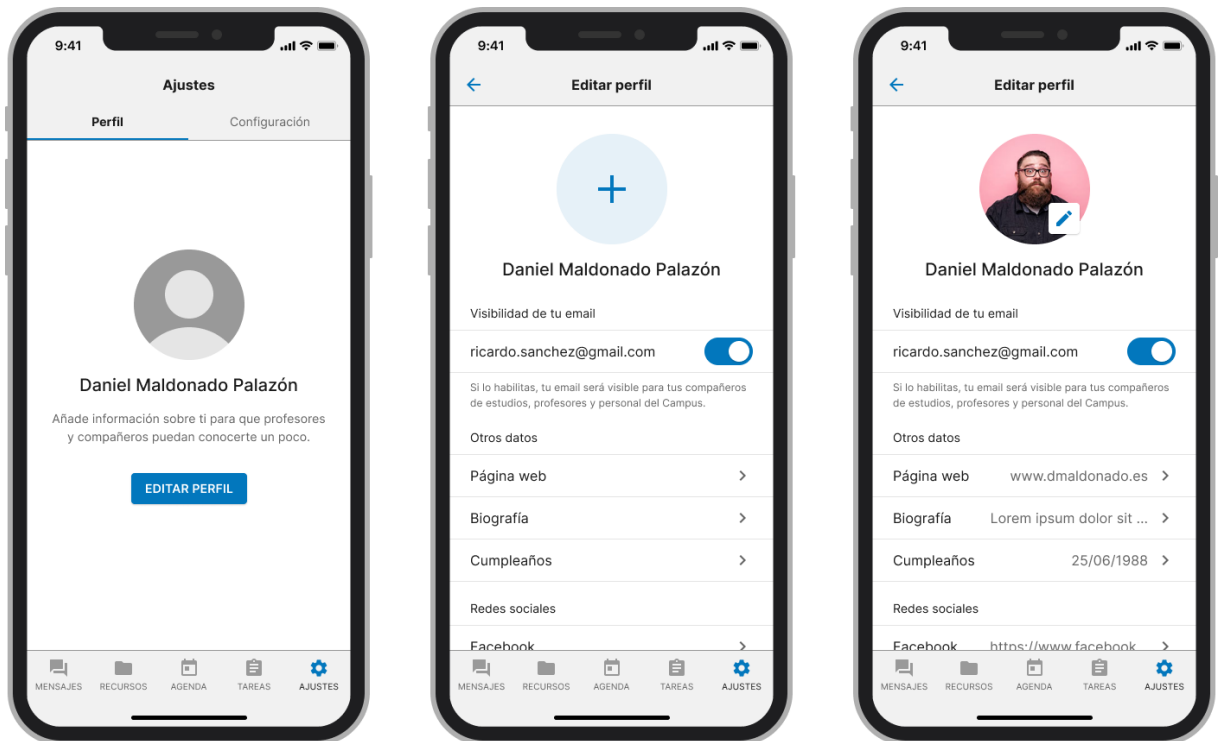 9:41
Ajustes
Perfil Configuración
Daniel Maldonado Palazón
Añade información sobre ti para que profesores
y compañeros puedan conocerte un poco.
EDITAR PERFIL
MENSAJES RECURSOS AGENDA TAREAS AJUSTES
9:41
Editar perfil
Daniel Maldonado Palazón
Visibilidad de tu email
ricardo.sanchez@gmail.com
Si lo habilitas, tu email será visible para tus compañeros
de estudios, profesores y personal del Campus.
Otros datos
Página web
Biografía
Cumpleaños
Redes sociales
Facebook
MENSAJES RECURSOS AGENDA TAREAS AJUSTES
9:41
Editar perfil
Daniel Maldonado Palazón
Visibilidad de tu email
ricardo.sanchez@gmail.com
Si lo habilitas, tu email será visible para tus compañeros
de estudios, profesores y personal del Campus.
Otros datos
Página web www.dmaldonado.es
Biografía Lorem ipsum dolor sit ...
Cumpleaños 25/06/1988
Redes sociales
Facebook https://www.facebook
MENSAJES RECURSOS AGENDA TAREAS AJUSTES